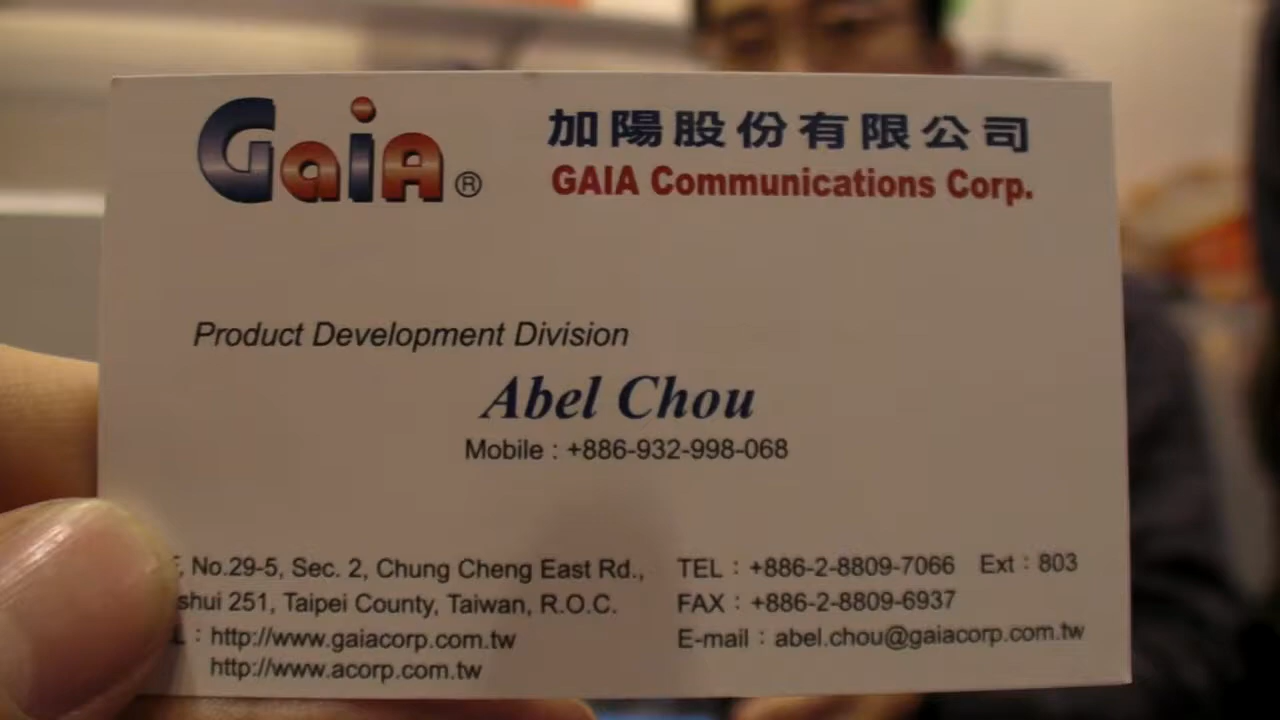 GaiA®
加陽股份有限公司
GAIA Communications Corp.
Product Development Division
Abel Chou
Mobile : +886-932-998-068
No.29-5, Sec. 2, Chung Cheng East Rd.,
shui 251, Taipei County, Taiwan, R.O.C.
L : http://www.gaiacorp.com.tw
http://www.acorp.com.tw
TEL : +886-2-8809-7066 Ext : 803
FAX : +886-2-8809-6937
E-mail : abel.chou@gaiacorp.com.tw